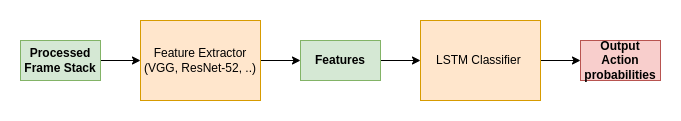 Processed
Frame Stack
Feature Extractor
(VGG, ResNet-52, ..)
Features
LSTM Classifier
Output
Action
probabilities